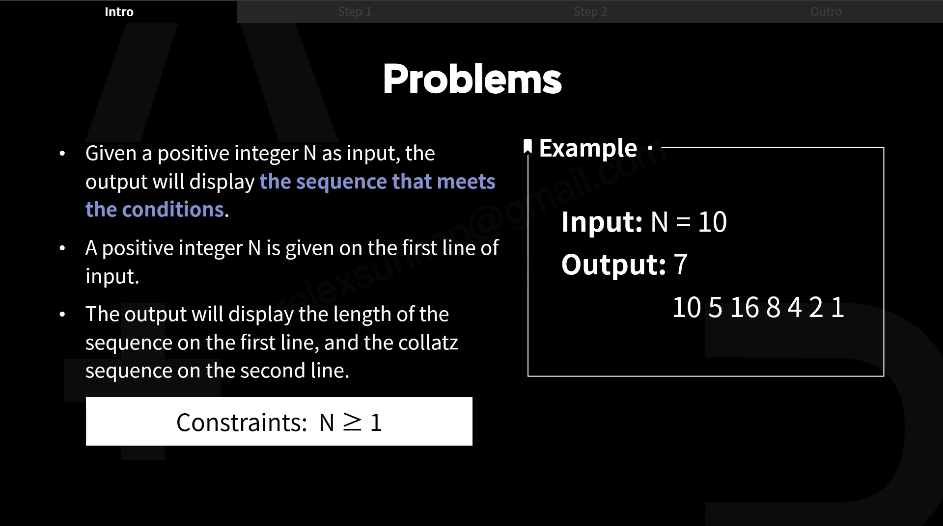 Intro
Step 1
Step 2
Outro
Problems
• Given a positive integer N as input, the
output will display the sequence that meets
the conditions.
• A positive integer N is given on the first line of
input.
• The output will display the length of the
sequence on the first line, and the collatz
sequence on the second line.
Constraints: N ≥ 1
Example ·
Input: N = 10
Output: 7
10 5 16 8 4 2 1